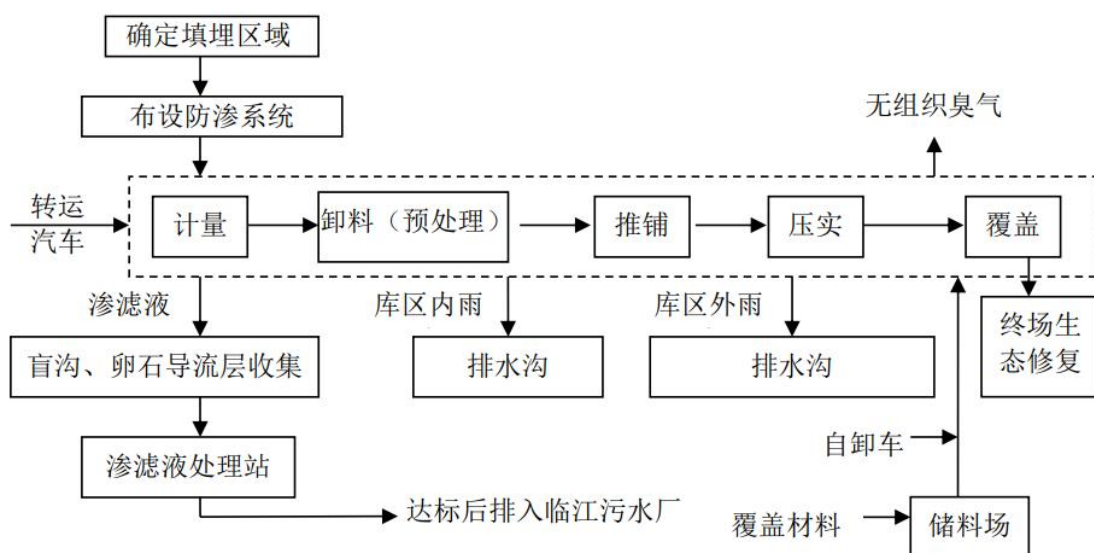 确定填埋区域
布设防渗系统
无组织臭气
转运
汽车
计量
卸料（预处理）
推铺
压实
覆盖
渗滤液
库区内雨
库区外雨
盲沟、卵石导流层收集
排水沟
排水沟
终场生
态修复
自卸车
渗滤液处理站
达标后排入临江污水厂
覆盖材料
储料场